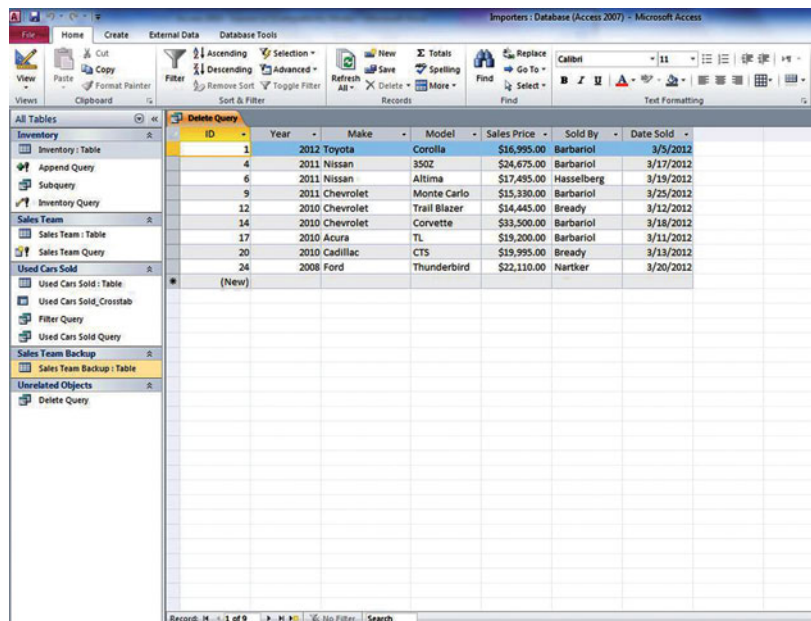 Importers : Database (Access 2007) - Microsoft Access
File Home Create External Data Database Tools
View
Views
Paste
Cut
Copy
Format Painter
Clipboard
Filter
Ascending
Descending
Remove Sort
Selection
Advanced
Toggle Filter
Sort & Filter
Refresh
All
New
Save
Delete
Totals
Spelling
More
Records
Find
Replace
Go To
Select
Find
Calibri 11
B I U A
Text Formatting
All Tables
Inventory
Inventory : Table
Append Query
Subquery
Inventory Query
Sales Team
Sales Team : Table
Sales Team Query
Used Cars Sold
Used Cars Sold : Table
Used Cars Sold_Crosstab
Filter Query
Used Cars Sold Query
Sales Team Backup
Sales Team Backup : Table
Unrelated Objects
Delete Query
Delete Query
ID Year Make Model Sales Price Sold By Date Sold
1 2012 Toyota Corolla $16,995.00 Barbariol 3/5/2012
4 2011 Nissan 350Z $24,675.00 Barbariol 3/17/2012
6 2011 Nissan Altima $17,495.00 Hasselberg 3/19/2012
9 2011 Chevrolet Monte Carlo $15,330.00 Barbariol 3/25/2012
12 2010 Chevrolet Trail Blazer $14,445.00 Bready 3/12/2012
14 2010 Chevrolet Corvette $33,500.00 Barbariol 3/18/2012
17 2010 Acura TL $19,200.00 Barbariol 3/11/2012
20 2010 Cadillac CTS $19,995.00 Bready 3/13/2012
24 2008 Ford Thunderbird $22,110.00 Nartker 3/20/2012
(New)
Record: 1 of 9 No Filter Search